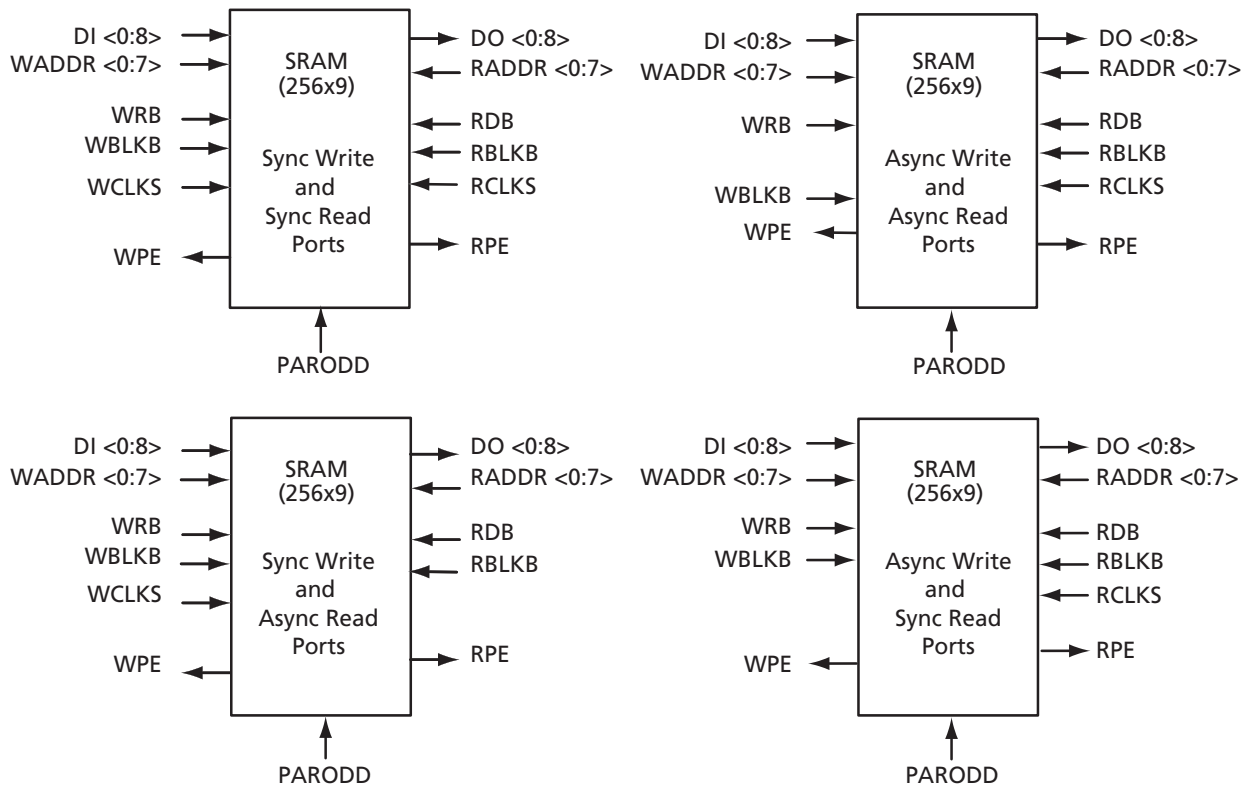 DI <0:8>
WADDR <0:7>
WRB
WBLKB
WCLKS
WPE
SRAM
(256x9)
Sync Write
and
Sync Read
Ports
DO <0:8>
RADDR <0:7>
RDB
RBLKB
RCLKS
RPE
PARODD
DI <0:8>
WADDR <0:7>
WRB
WBLKB
WPE
SRAM
(256x9)
Async Write
and
Async Read
Ports
DO <0:8>
RADDR <0:7>
RDB
RBLKB
RCLKS
RPE
PARODD
DI <0:8>
WADDR <0:7>
WRB
WBLKB
WCLKS
WPE
SRAM
(256x9)
Sync Write
and
Async Read
Ports
DO <0:8>
RADDR <0:7>
RDB
RBLKB
RPE
PARODD
DI <0:8>
WADDR <0:7>
WRB
WBLKB
WPE
SRAM
(256x9)
Async Write
and
Sync Read
Ports
DO <0:8>
RADDR <0:7>
RDB
RBLKB
RCLKS
RPE
PARODD